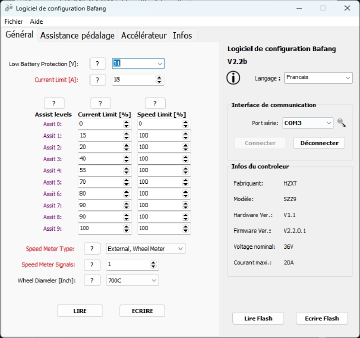 Logiciel de configuration Bafang
Fichier Aide
Général Assistance pédalage Accélérateur Infos
Low Battery Protection [V]: ?
Current Limit [A]: ? 18
? ? ?
Assist levels Current Limit [%] Speed Limit [%]
Assit 0: 0 0
Assit 1: 15 100
Assit 2: 20 100
Assit 3: 40 100
Assit 4: 55 100
Assit 5: 70 100
Assit 6: 80 100
Assit 7: 90 100
Assit 8: 90 100
Assit 9: 100 100
Speed Meter Type: ? External, Wheel Meter
Speed Meter Signals: ? 1
Wheel Diameter [Inch]: ? 700C
LIRE ECRIRE
Logiciel de configuration Bafang
V2.2b
Langage : Francais
Interface de communication
Port série: COM3
Connecter Déconnecter
Infos du controleur
Fabriquent: HZXT
Modéle: SZZ9
Hardware Ver.: V1.1
Firmware Ver.: V2.2.0.1
Voltage nominal: 36V
Courant maxi.: 20A
Lire Flash Ecrire Flash